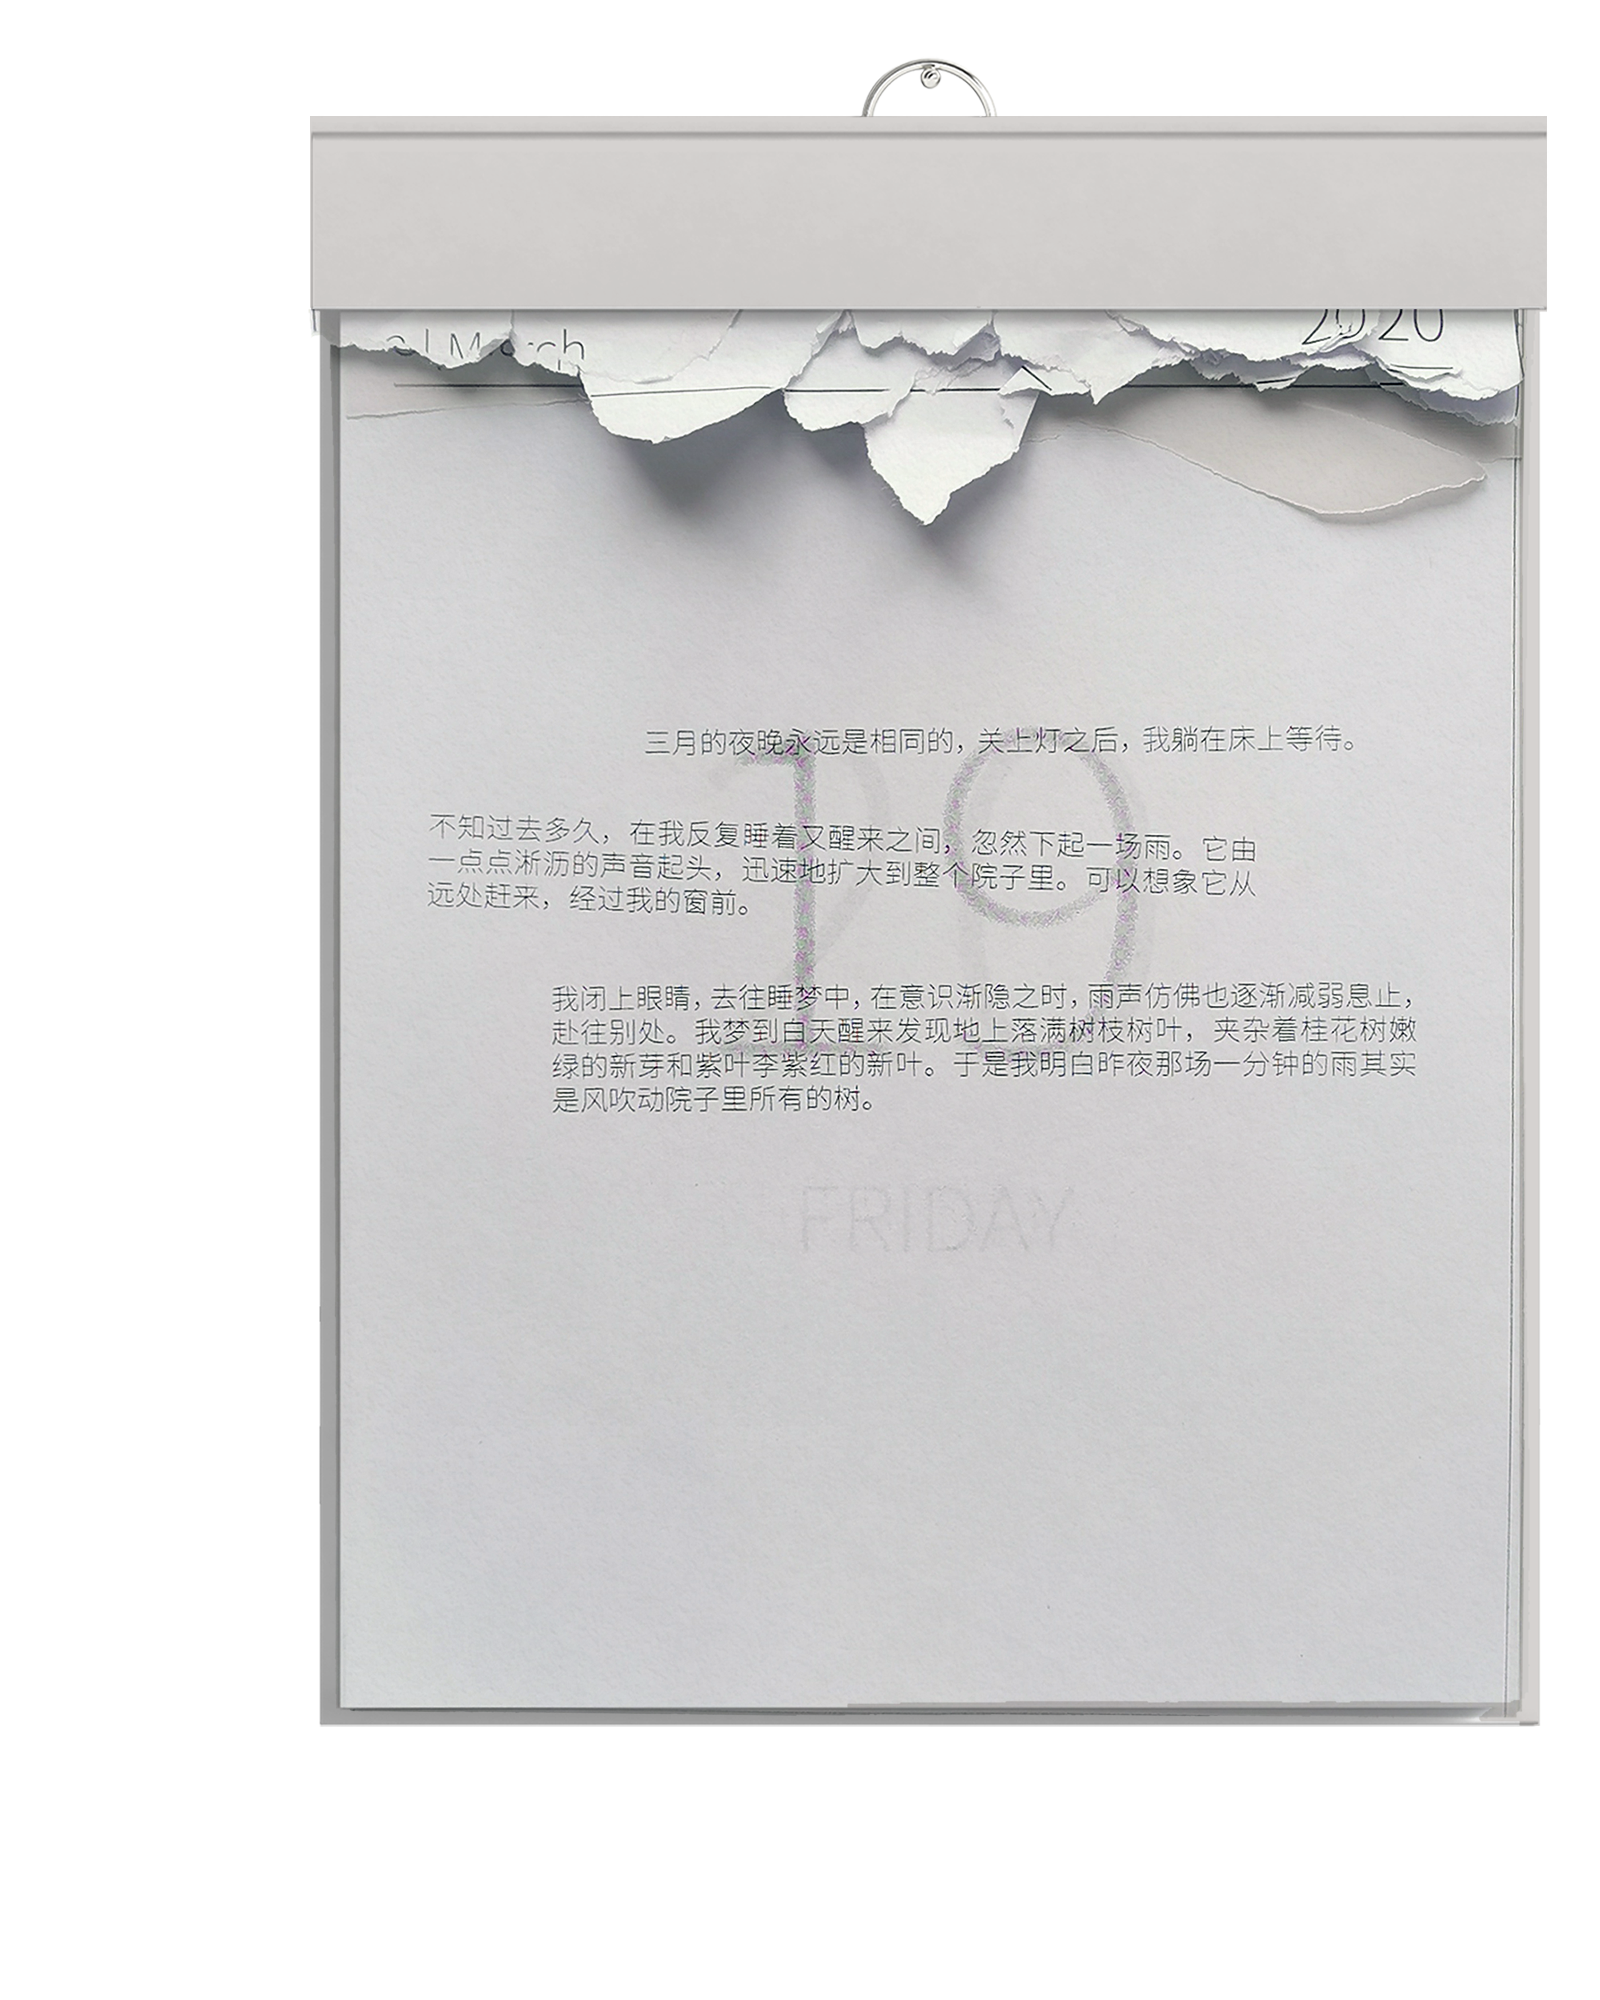 March
2020
三月的夜晚永远是相同的，关上灯之后，我躺在床上等待。
不知过去多久，在我反复睡着又醒来之间，忽然下起一场雨。它由
一点点淅沥的声音起头，迅速地扩大到整个院子里。可以想象它从
远处赶来，经过我的窗前。
19
我闭上眼睛，去往睡梦中，在意识渐隐之时，雨声仿佛也逐渐减弱息止，
赴往别处。我梦到白天醒来发现地上落满树枝树叶，夹杂着桂花树嫩
绿的新芽和紫叶李紫红的新叶。于是我明白昨夜那场一分钟的雨其实
是风吹动院子里所有的树。
FRIDAY